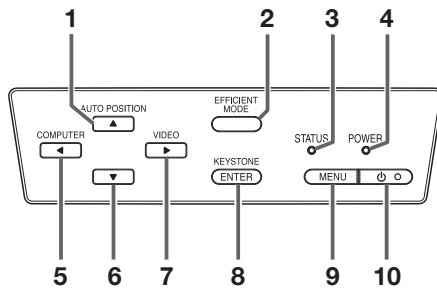 1 2 3 4
AUTO POSITION
EFFICIENT
MODE
COMPUTER
VIDEO
STATUS
POWER
KEYSTONE
ENTER
MENU
5 6 7 8 9 10